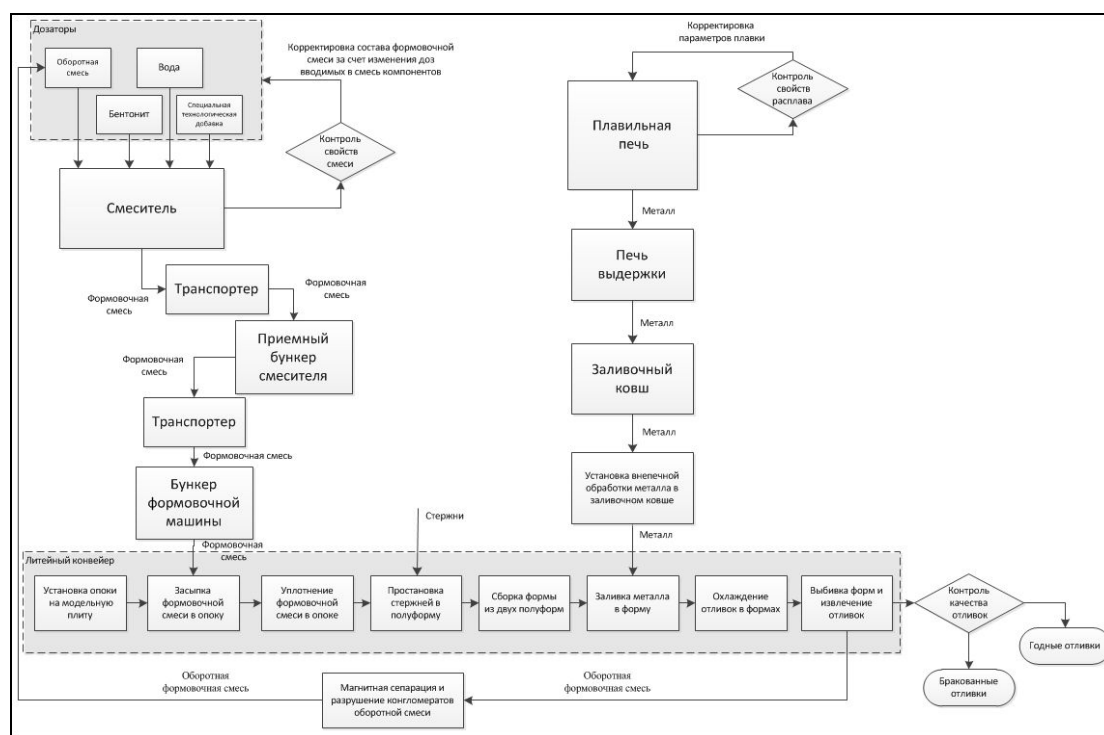 Дозаторы
Оборотная
смесь
Вода
Бентонит
Специальная
технологическая
добавка
Корректировка состава формовочной
смеси за счет изменения доз
вводимых в смесь компонентов
Контроль
свойств
смеси
Смеситель
Формовочная
смесь
Транспортер
Формовочная
смесь
Приемный
бункер
смесителя
Формовочная
смесь
Транспортер
Формовочная смесь
Бункер
формовочной
машины
Формовочная
смесь
Корректировка
параметров плавки
Контроль
свойств
расплава
Плавильная
печь
Металл
Печь
выдержки
Металл
Заливочный
ковш
Металл
Установка внепечной
обработки металла в
заливочном ковше
Металл
Стержни
Литейный конвейер
Установка опоки
на модельную
плиту
Засыпка
формовочной
смеси в опоку
Уплотнение
формовочной
смеси в опоке
Простановка
стержней в
полуформу
Сборка формы
из двух полуформ
Заливка металла
в форму
Охлаждение
отливок в формах
Выбивка форм и
извлечение
отливок
Контроль
качества
отливок
Годные отливки
Бракованные
отливки
Оборотная
формовочная смесь
Магнитная сепарация и
разрушение конгломератов
оборотной смеси
Оборотная
формовочная смесь